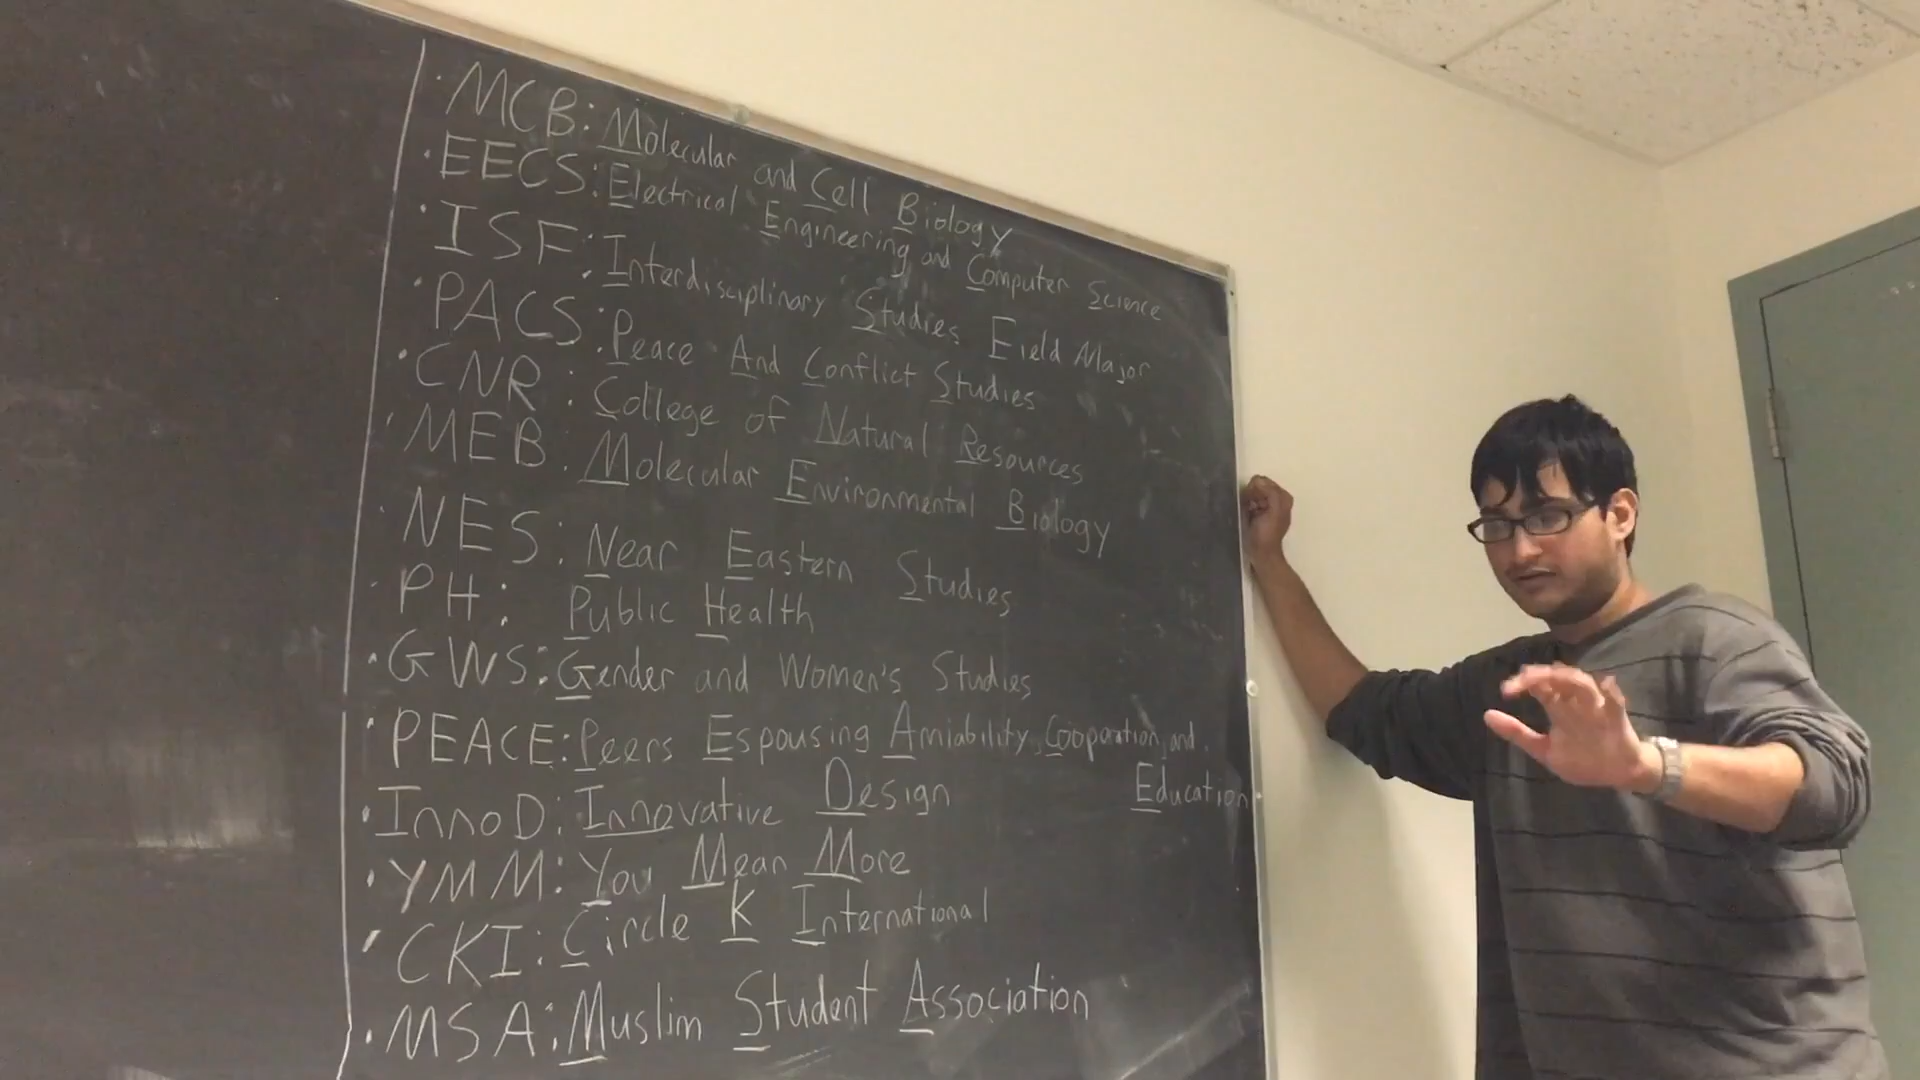 · MCB: Molecular and Cell Biology
· EECS: Electrical Engineering and Computer Science
· ISF: Interdisciplinary Studies Field Major
· PACS: Peace And Conflict Studies
· CNR: College of Natural Resources
· MEB: Molecular Environmental Biology
· NES: Near Eastern Studies
· PH: Public Health
· GWS: Gender and Women's Studies
· PEACE: Peers Espousing Amiability, Cooperation, and
Education
· InnoD: Innovative Design
· YMM: You Mean More
· CKI: Circle K International
· MSA: Muslim Student Association